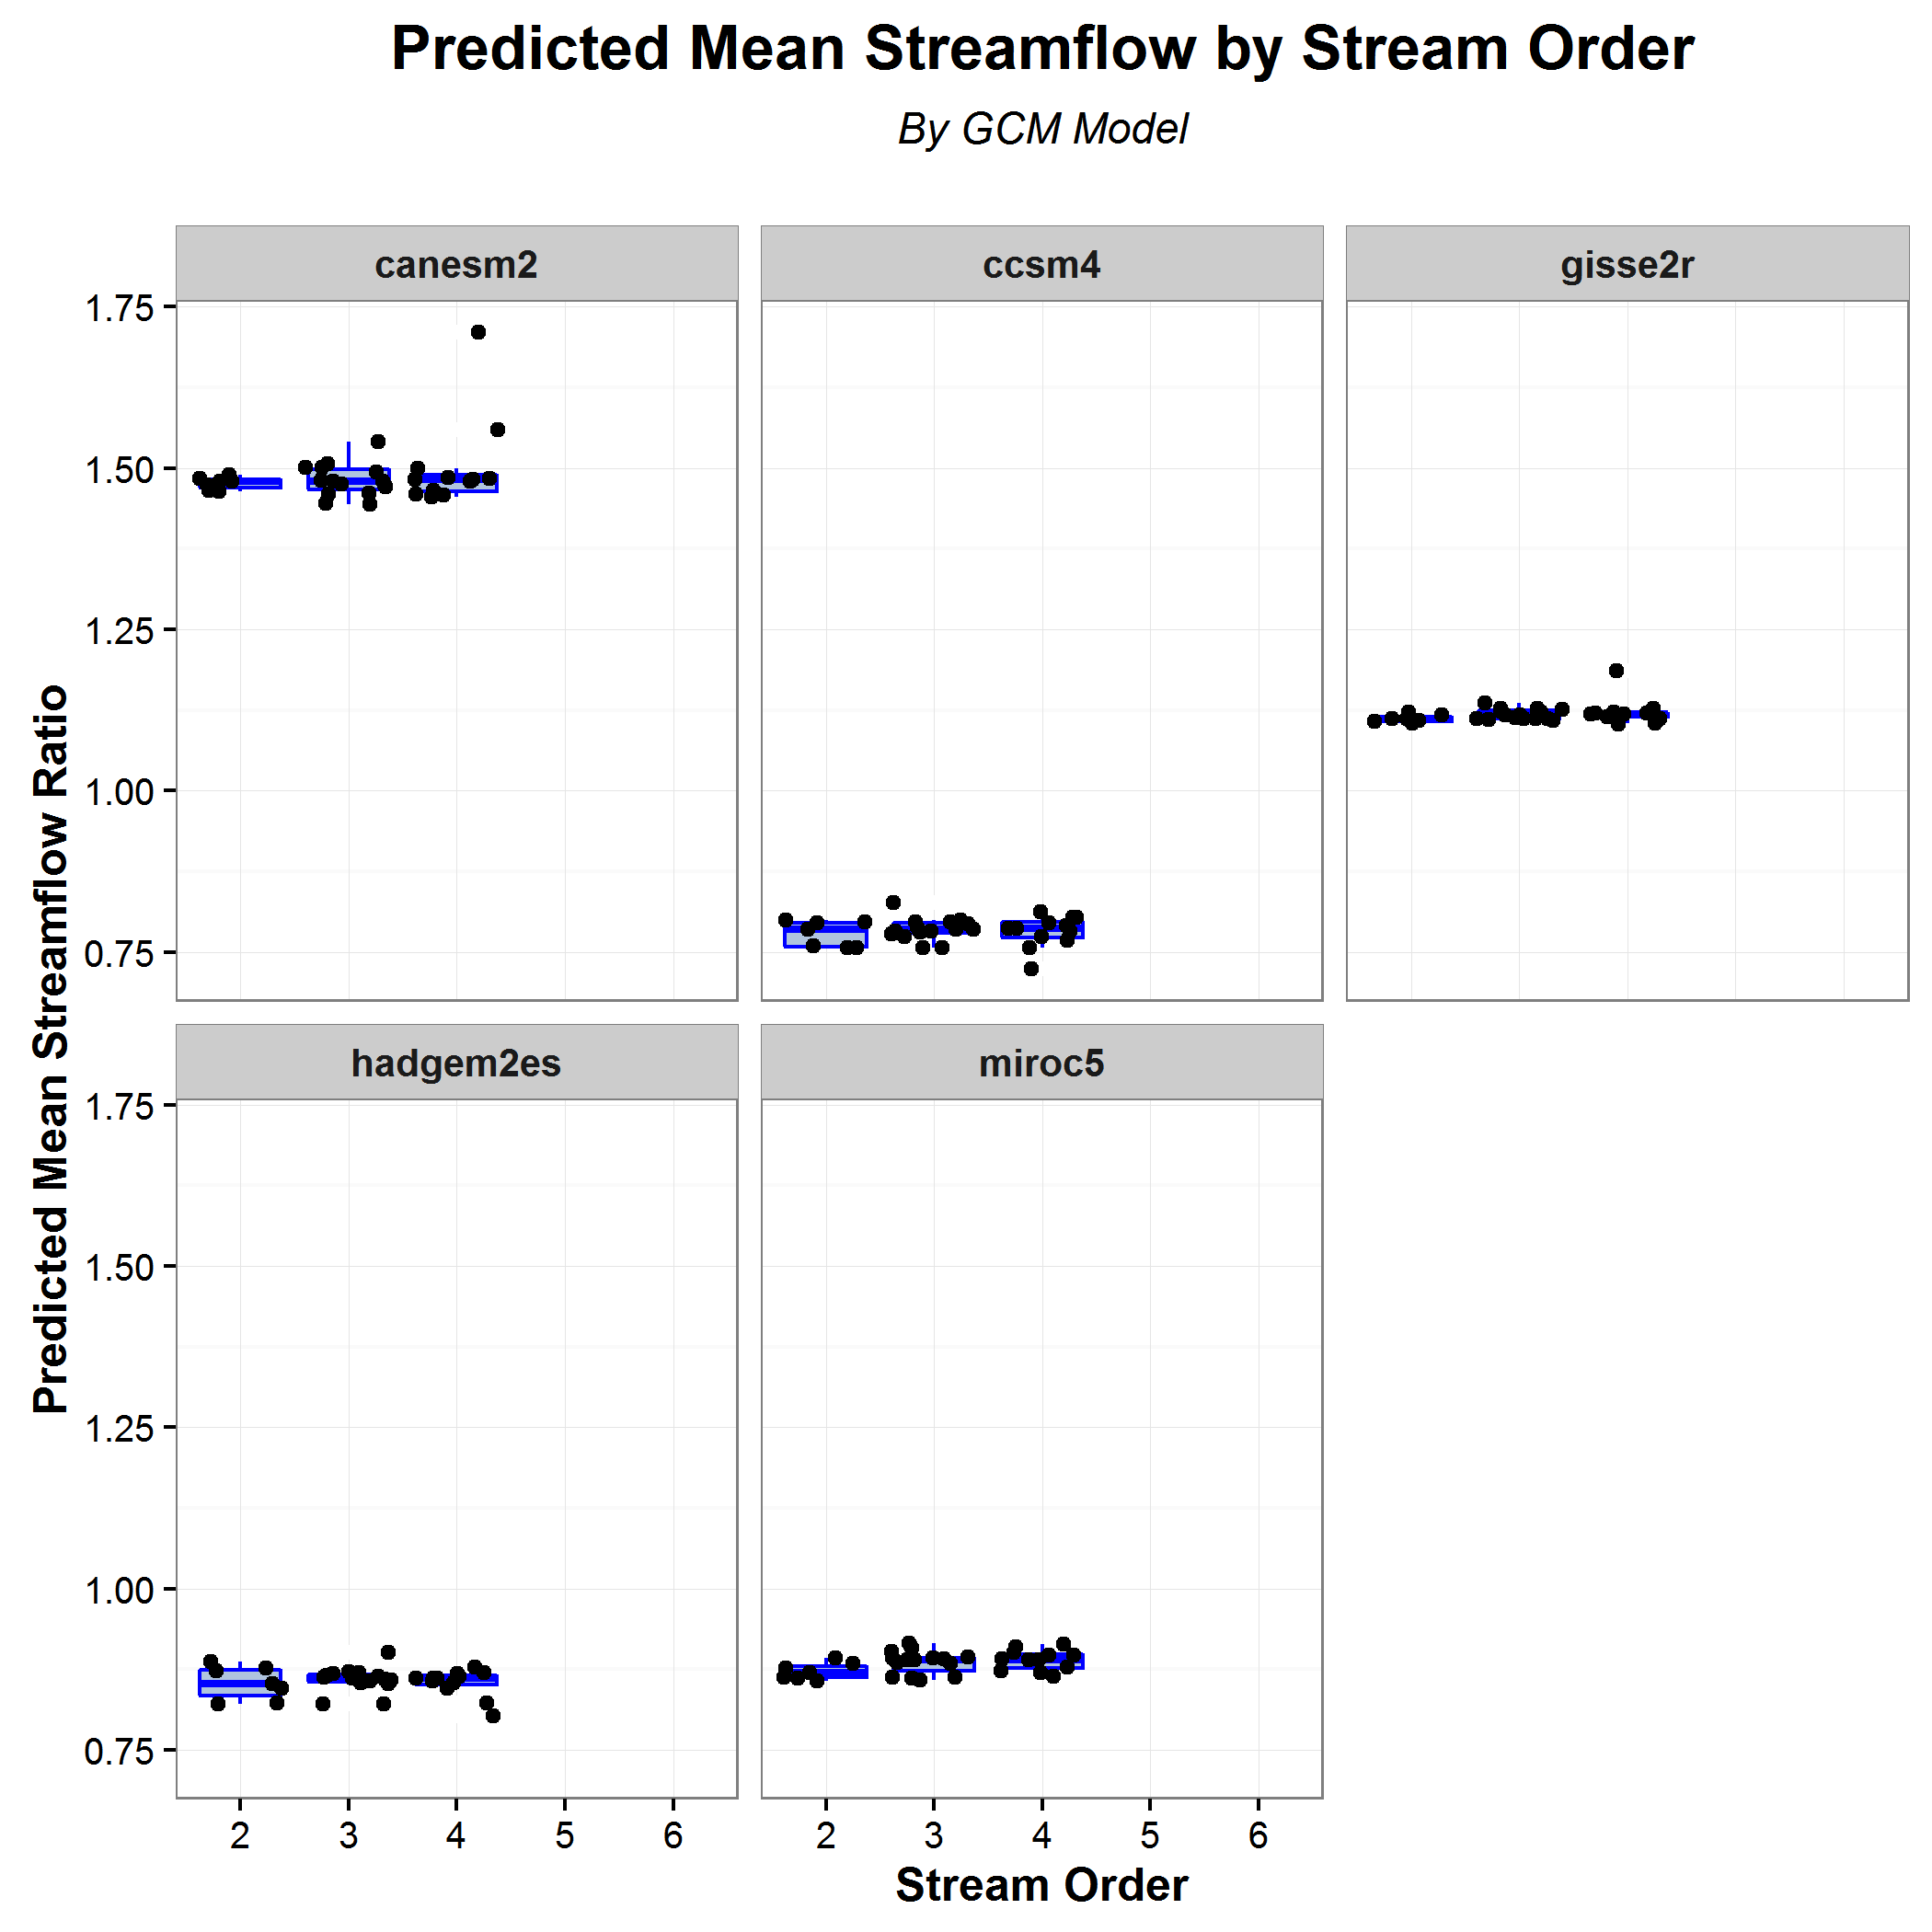 Predicted Mean Streamflow by Stream Order
By GCM Model
canesm2
ccsm4
gisse2r
1.75
1.50
1.25
1.00
0.75
Predicted Mean Streamflow Ratio
hadgem2es
miroc5
1.75
1.50
1.25
1.00
0.75
2 3 4 5 6
2 3 4 5 6
Stream Order